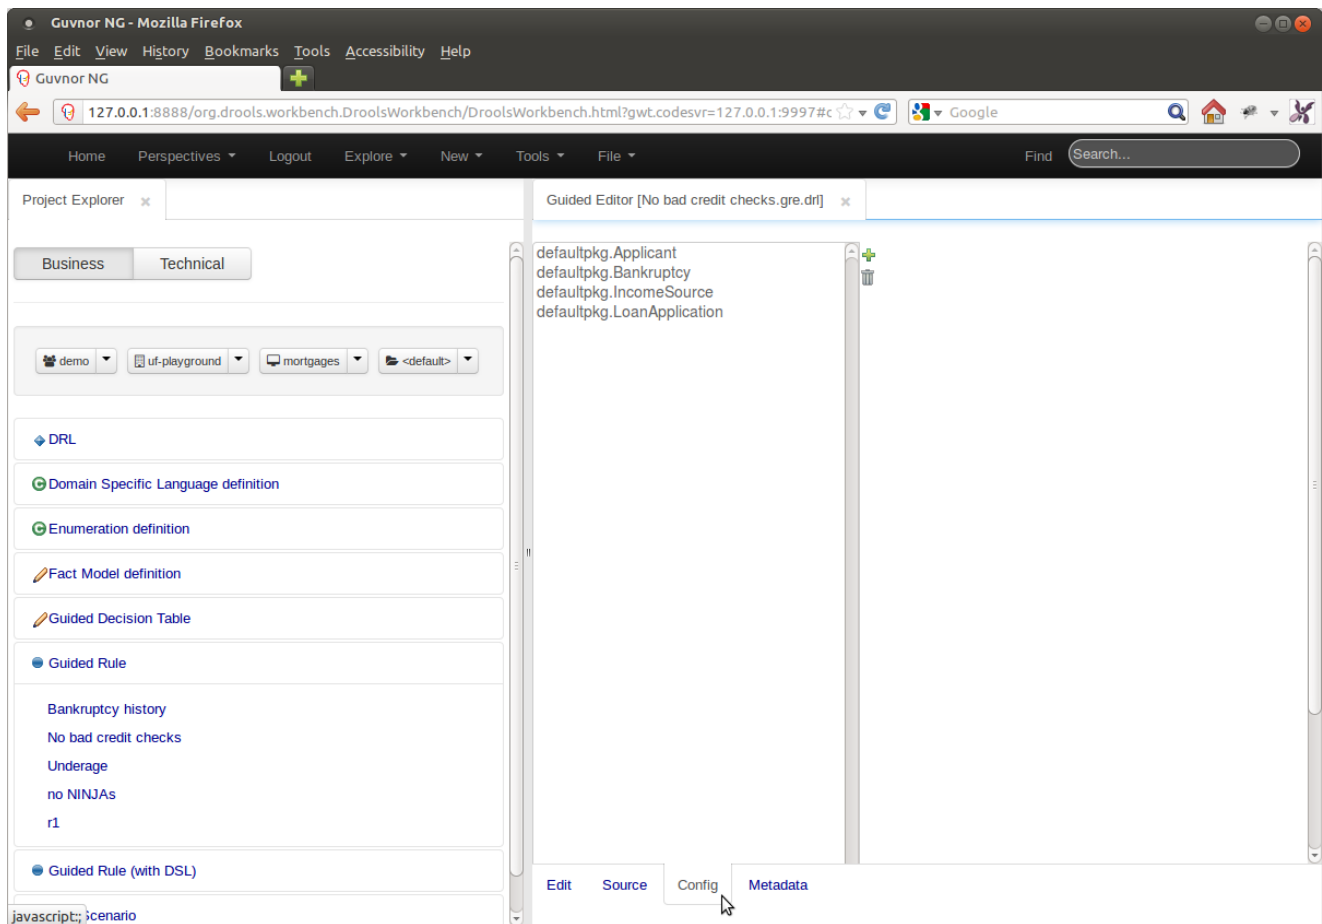 Guvnor NG - Mozilla Firefox
File Edit View History Bookmarks Tools Accessibility Help
Guvnor NG
127.0.0.1:8888/org.drools.workbench.DroolsWorkbench/DroolsWorkbench.html?gwt.codesvr=127.0.0.1:9997#c Google
Home Perspectives Logout Explore New Tools File Find Search...
Project Explorer
Guided Editor [No bad credit checks.gre.drl]
Business Technical
demo uf-playground mortgages <default>
DRL
Domain Specific Language definition
Enumeration definition
Fact Model definition
Guided Decision Table
Guided Rule
Bankruptcy history
No bad credit checks
Underage
no NINJAs
r1
Guided Rule (with DSL)
javascript:; Scenario
defaultpkg.Applicant
defaultpkg.Bankruptcy
defaultpkg.IncomeSource
defaultpkg.LoanApplication
Edit Source Config Metadata